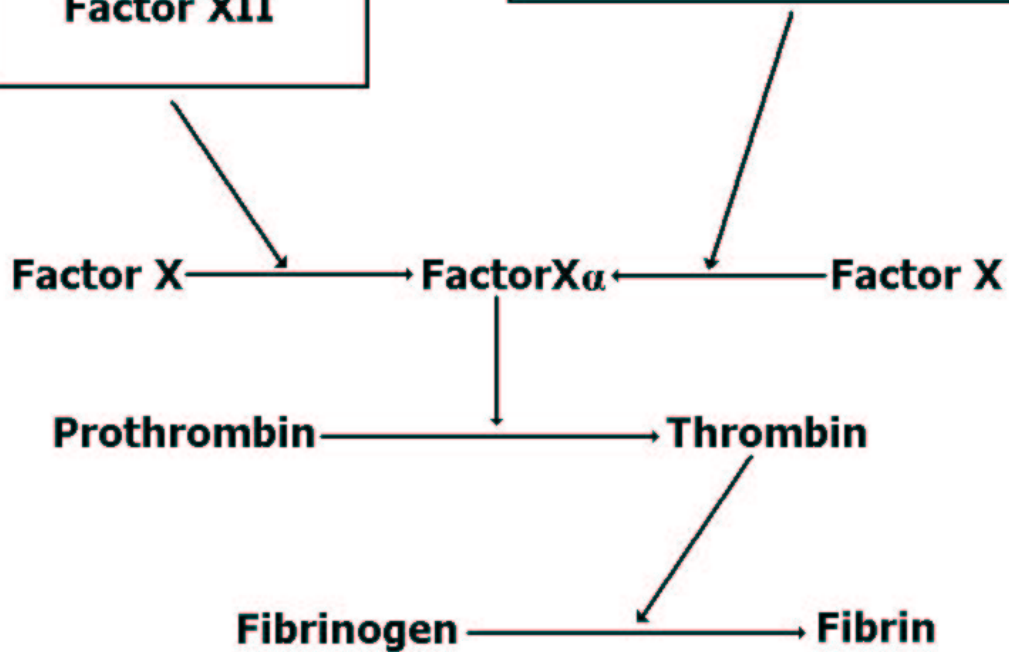 Factor XII
Factor X FactorXα Factor X
Prothrombin Thrombin
Fibrinogen Fibrin